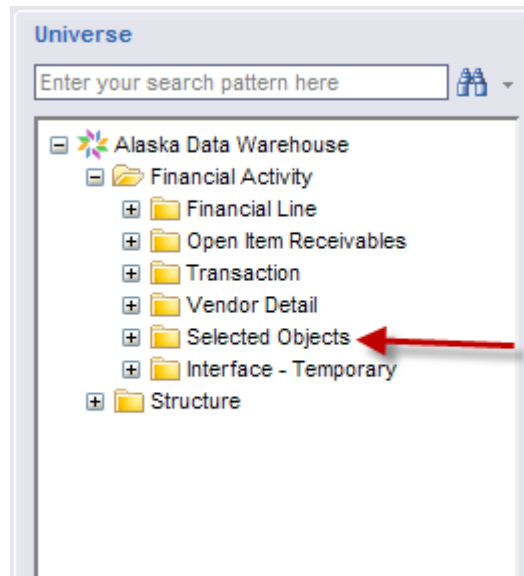 Universe
Enter your search pattern here
Alaska Data Warehouse
Financial Activity
Financial Line
Open Item Receivables
Transaction
Vendor Detail
Selected Objects
Interface - Temporary
Structure